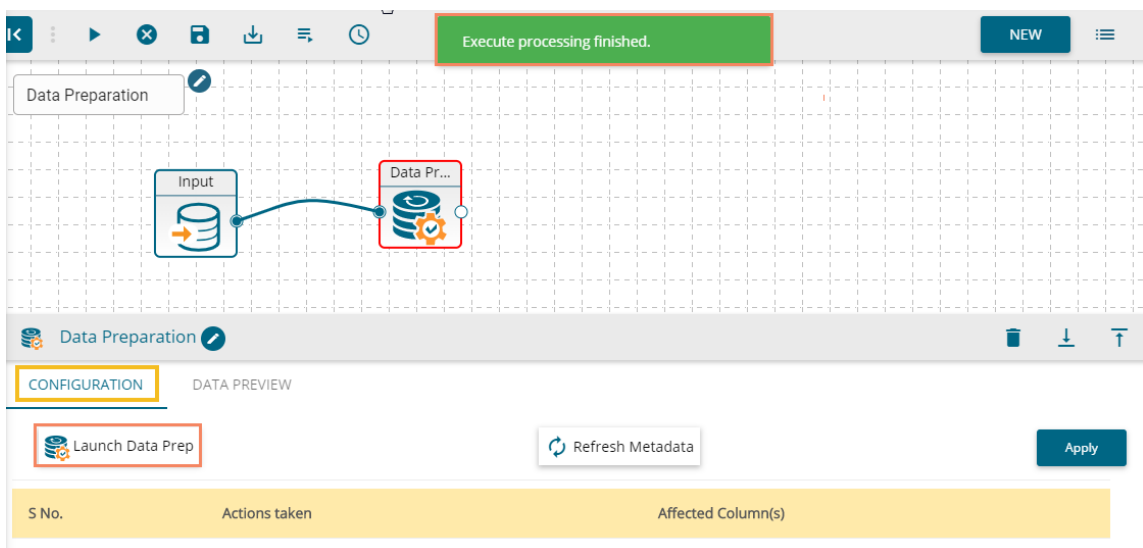 Execute processing finished.
NEW
Data Preparation
Input
Data Pr...
Data Preparation
CONFIGURATION DATA PREVIEW
Launch Data Prep Refresh Metadata Apply
S No. Actions taken Affected Column(s)